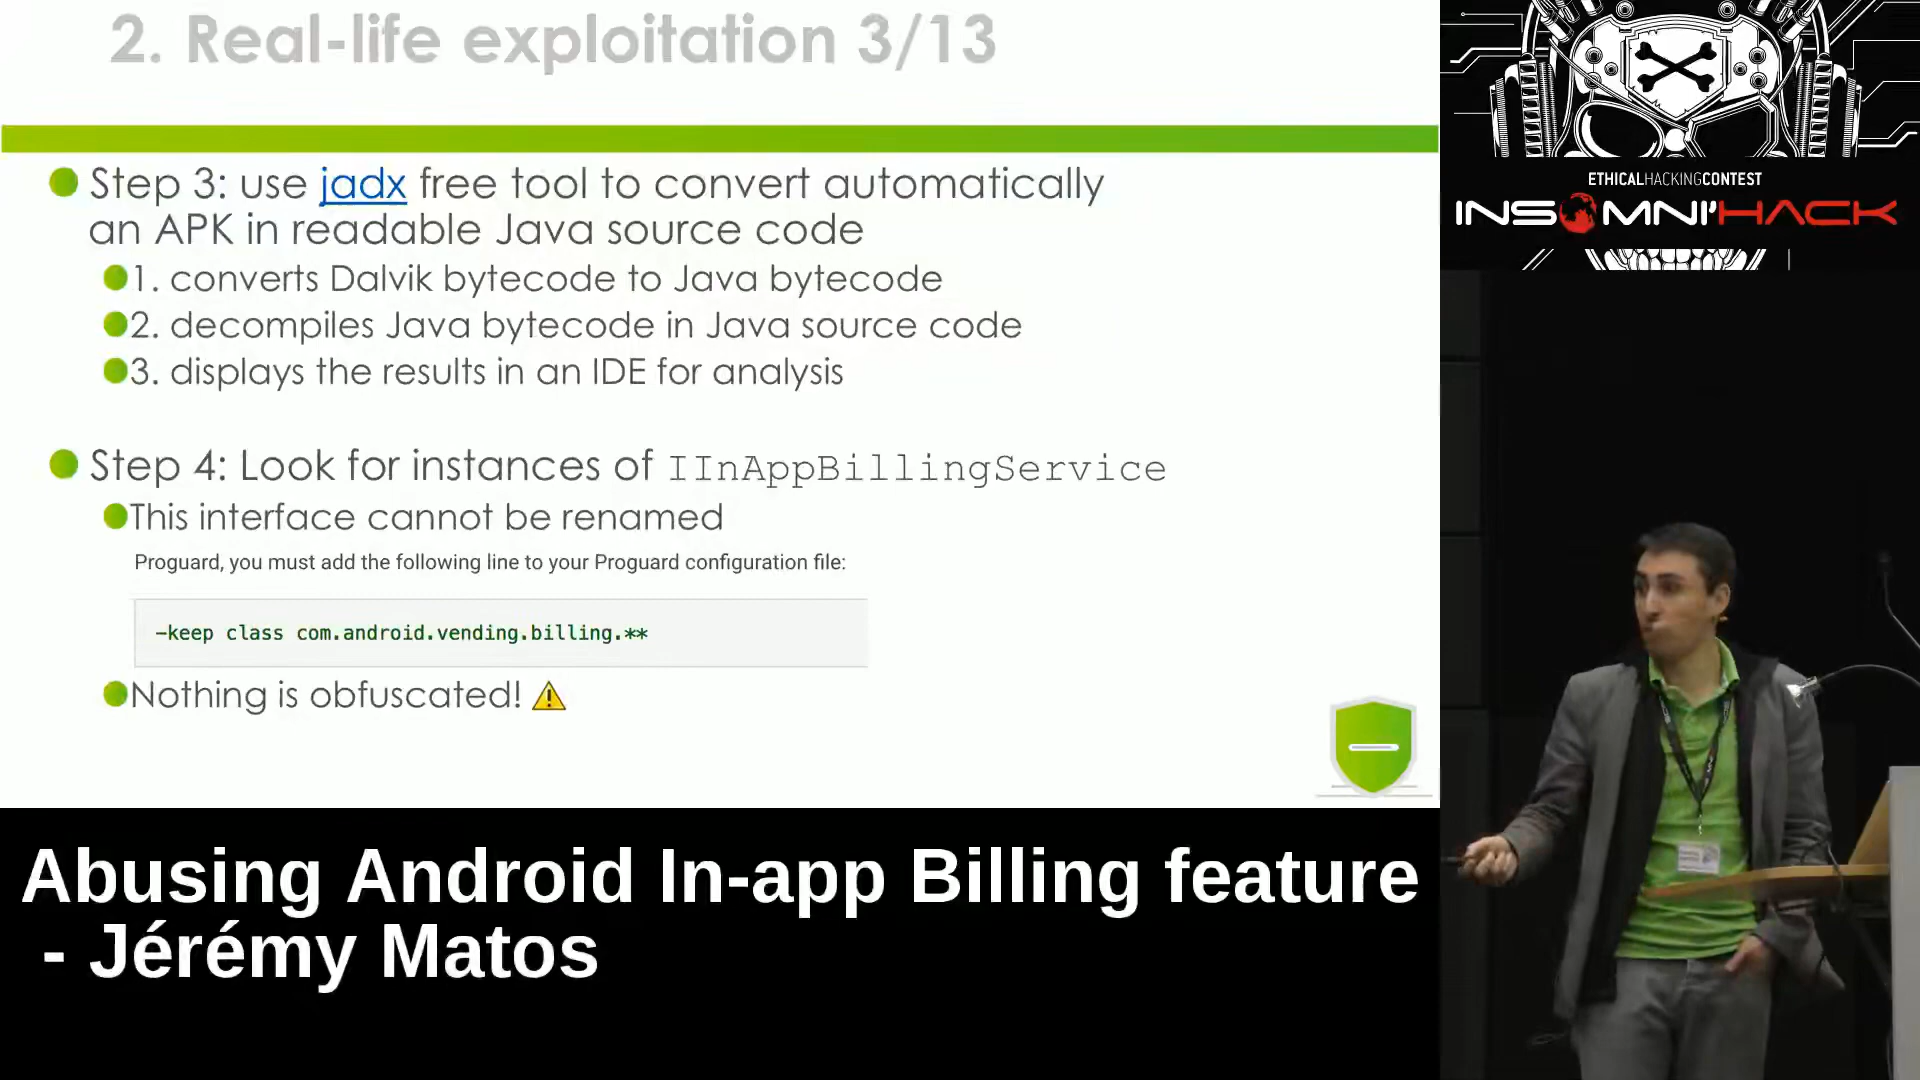 2. Real-life exploitation 3/13
Step 3: use jadx free tool to convert automatically
an APK in readable Java source code
1. converts Dalvik bytecode to Java bytecode
2. decompiles Java bytecode in Java source code
3. displays the results in an IDE for analysis
Step 4: Look for instances of IInAppBillingService
This interface cannot be renamed
Proguard, you must add the following line to your Proguard configuration file:
-keep class com.android.vending.billing.**
Nothing is obfuscated!
ETHICALHACKINGCONTEST
INSOMNI'HACK
Abusing Android In-app Billing feature
- Jérémy Matos